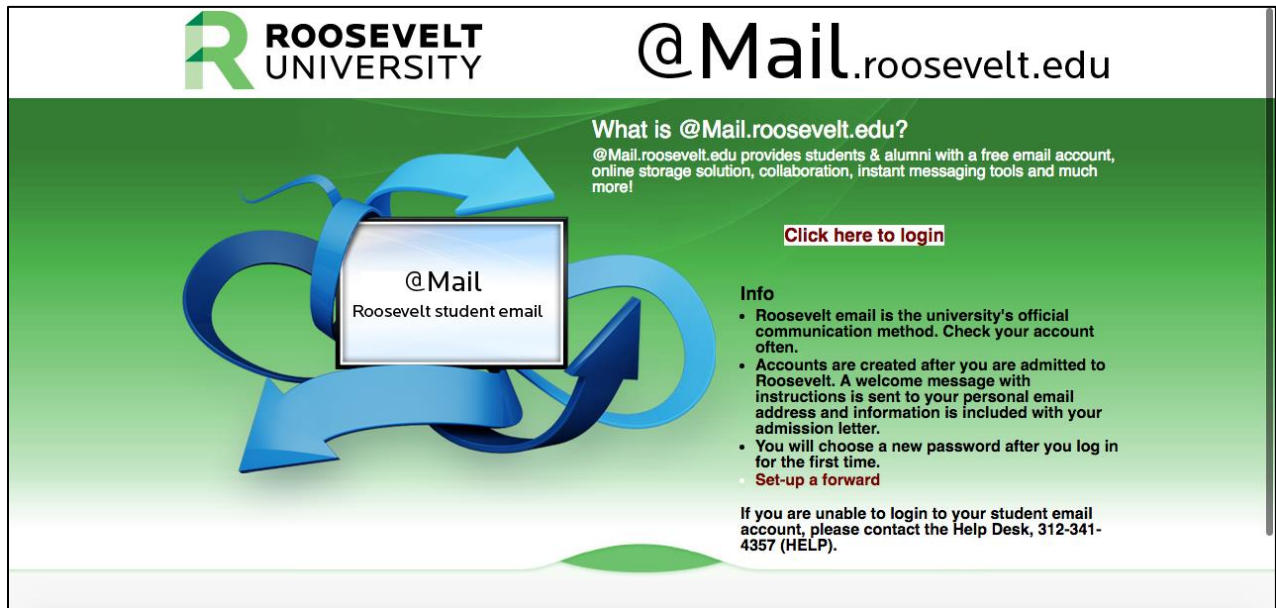 ROOSEVELT
UNIVERSITY
@Mail.roosevelt.edu
What is @Mail.roosevelt.edu?
@Mail.roosevelt.edu provides students & alumni with a free email account,
online storage solution, collaboration, instant messaging tools and much
more!
Click here to login
@Mail
Roosevelt student email
Info
• Roosevelt email is the university's official
communication method. Check your account
often.
• Accounts are created after you are admitted to
Roosevelt. A welcome message with
instructions is sent to your personal email
address and information is included with your
admission letter.
• You will choose a new password after you log in
for the first time.
• Set-up a forward
If you are unable to login to your student email
account, please contact the Help Desk, 312-341-
4357 (HELP).